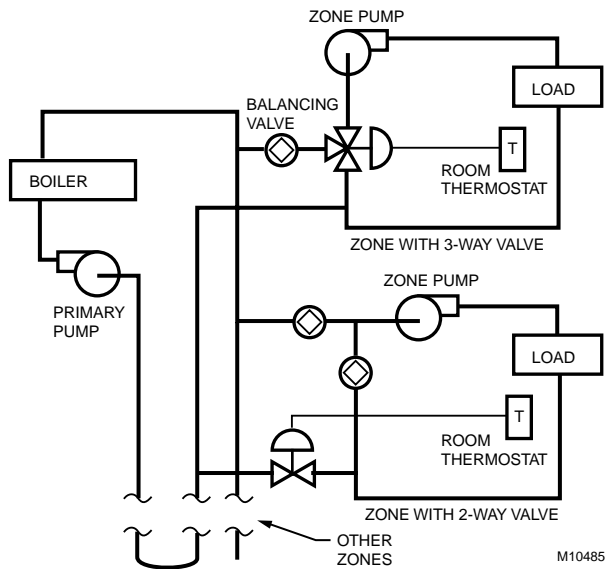 ZONE PUMP
LOAD
BALANCING
VALVE
T
ROOM
THERMOSTAT
BOILER
ZONE WITH 3-WAY VALVE
PRIMARY
PUMP
ZONE PUMP
LOAD
T
ROOM
THERMOSTAT
ZONE WITH 2-WAY VALVE
OTHER
ZONES
M10485